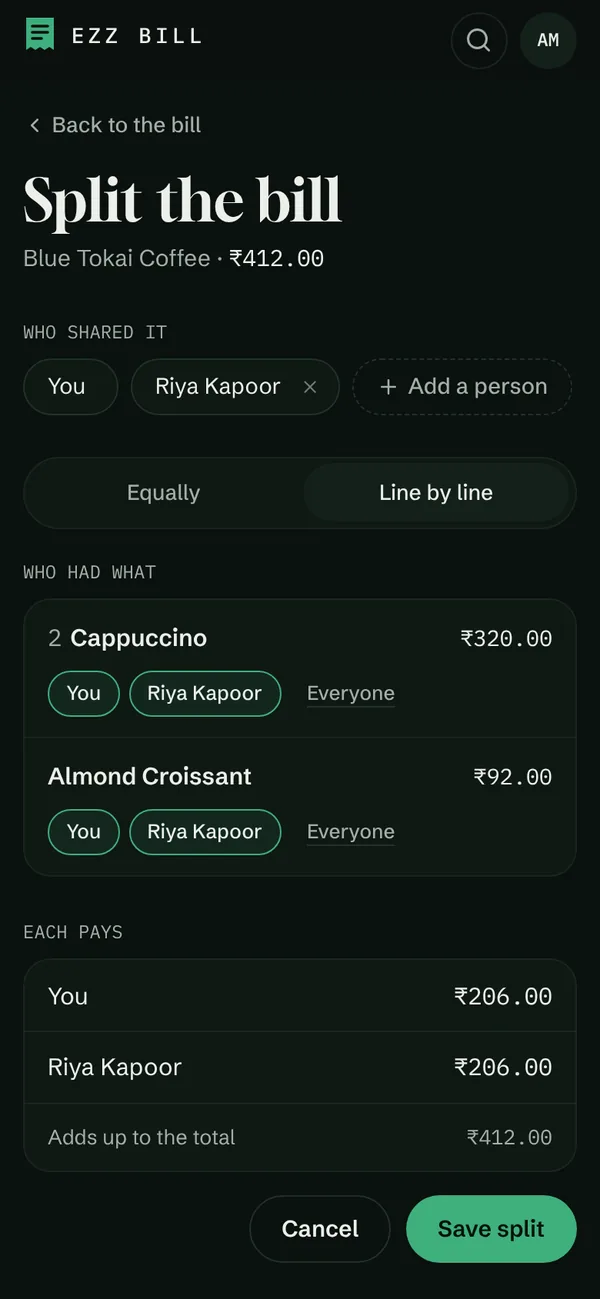 EZZ BILL
AM
Back to the bill
Split the bill
Blue Tokai Coffee · ₹412.00
WHO SHARED IT
You
Riya Kapoor ×
+ Add a person
Equally
Line by line
WHO HAD WHAT
2 Cappuccino ₹320.00
You Riya Kapoor Everyone
Almond Croissant ₹92.00
You Riya Kapoor Everyone
EACH PAYS
You ₹206.00
Riya Kapoor ₹206.00
Adds up to the total ₹412.00
Cancel
Save split